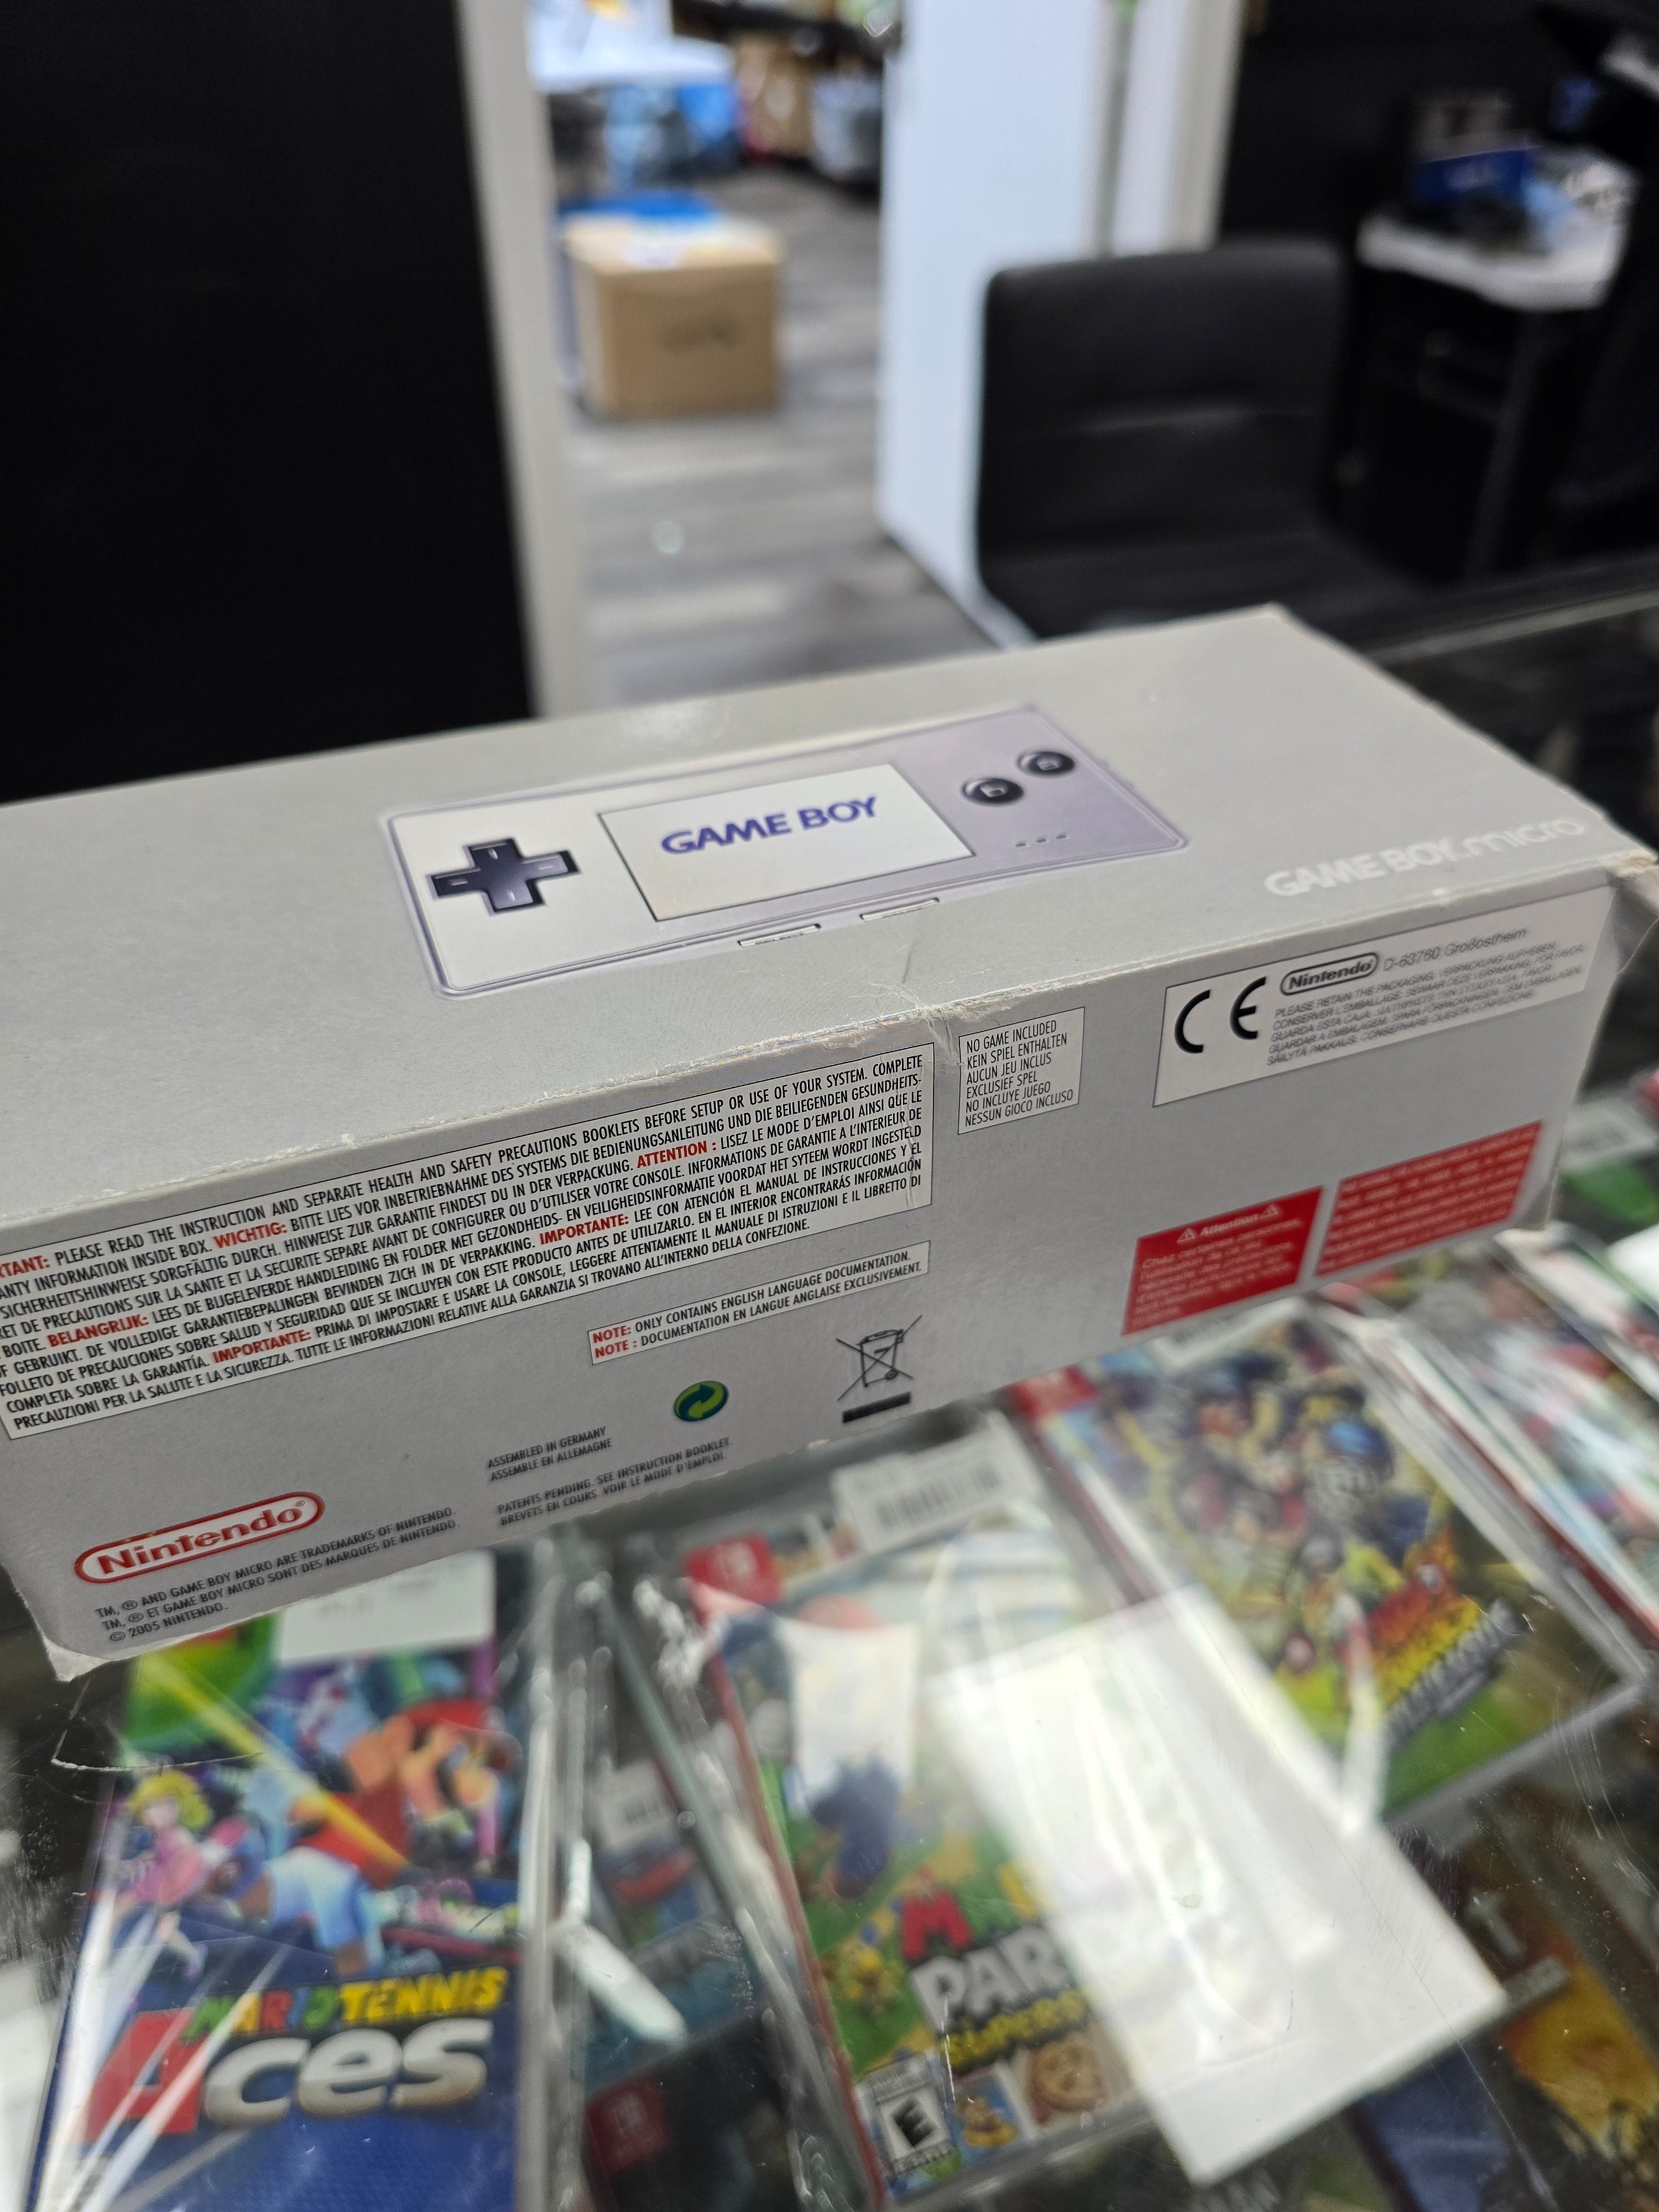 GAME BOY
GAME BOY micro
SELECT
RTANT: PLEASE READ THE INSTRUCTION AND SEPARATE HEALTH AND SAFETY PRECAUTIONS BOOKLETS BEFORE SETUP OR USE OF YOUR SYSTEM. COMPLETE
ANTY INFORMATION INSIDE BOX. WICHTIG: BITTE LIES VOR INBETRIEBNAHME DES SYSTEMS DIE BEDIENUNGSANLEITUNG UND DIE BEILIEGENDEN GESUNDHEITS-
SICHERHEITSHINWEISE SORGFÄLTIG DURCH. HINWEISE ZUR GARANTIE FINDEST DU IN DER VERPACKUNG. ATTENTION : LISEZ LE MODE D'EMPLOI AINSI QUE LE
RET DE PRECAUTIONS SUR LA SANTE ET LA SECURITE SEPARE AVANT DE CONFIGURER OU D'UTILISER VOTRE CONSOLE. INFORMATIONS DE GARANTIE A L'INTERIEUR DE
BOITE. BELANGRIJK: LEES DE BIJGELEVERDE HANDLEIDING EN FOLDER MET GEZONDHEIDS- EN VEILIGHEIDSINFORMATIE VOORDAT HET SYTEEM WORDT INGESTELD
F GEBRUIKT. DE VOLLEDIGE GARANTIEBEPALINGEN BEVINDEN ZICH IN DE VERPAKKING. IMPORTANTE: LEE CON ATENCIÓN EL MANUAL DE INSTRUCCIONES Y EL
FOLLETO DE PRECAUCIONES SOBRE SALUD Y SEGURIDAD QUE SE INCLUYEN CON ESTE PRODUCTO ANTES DE UTILIZARLO. EN EL INTERIOR ENCONTRARÁS INFORMACIÓN
COMPLETA SOBRE LA GARANTÍA. IMPORTANTE: PRIMA DI IMPOSTARE E USARE LA CONSOLE, LEGGERE ATTENTAMENTE IL MANUALE DI ISTRUZIONI E IL LIBRETTO DI
PRECAUZIONI PER LA SALUTE E LA SICUREZZA. TUTTE LE INFORMAZIONI RELATIVE ALLA GARANZIA SI TROVANO ALL'INTERNO DELLA CONFEZIONE.
NO GAME INCLUDED
KEIN SPIEL ENTHALTEN
AUCUN JEU INCLUS
EXCLUSIEF SPEL
NO INCLUYE JUEGO
NESSUN GIOCO INCLUSO
CE
Nintendo® D-63760 Großostheim
PLEASE RETAIN THE PACKAGING. VERPACKUNG AUFHEBEN.
NOTE: ONLY CONTAINS ENGLISH LANGUAGE DOCUMENTATION.
NOTE : DOCUMENTATION EN LANGUE ANGLAISE EXCLUSIVEMENT.
Attention
ASSEMBLED IN GERMANY
ASSEMBLE EN ALLEMAGNE
PATENTS PENDING. SEE INSTRUCTION BOOKLET.
BREVETS EN COURS. VOIR LE MODE D'EMPLOI.
Nintendo®
TM, ® AND GAME BOY MICRO ARE TRADEMARKS OF NINTENDO.
TM, ® ET GAME BOY MICRO SONT DES MARQUES DE NINTENDO.
© 2005 NINTENDO.
MARIO TENNIS
Aces
PAR
E